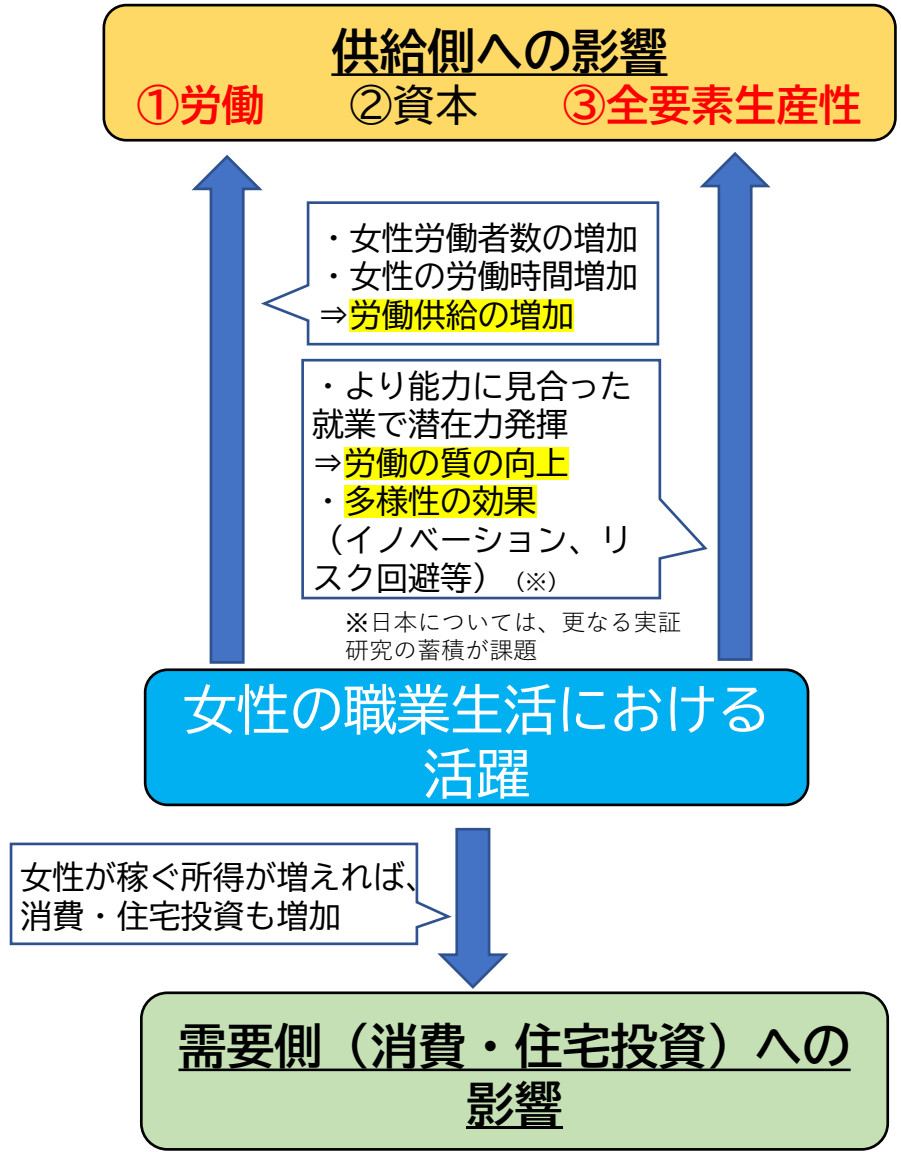 供給側への影響
①労働 ②資本 ③全要素生産性
・女性労働者数の増加
・女性の労働時間増加
⇒労働供給の増加
・より能力に見合った
就業で潜在力発揮
⇒労働の質の向上
・多様性の効果
（イノベーション、リ
スク回避等）（※）
※日本については、更なる実証
研究の蓄積が課題
女性の職業生活における
活躍
女性が稼ぐ所得が増えれば、
消費・住宅投資も増加
需要側（消費・住宅投資）への
影響